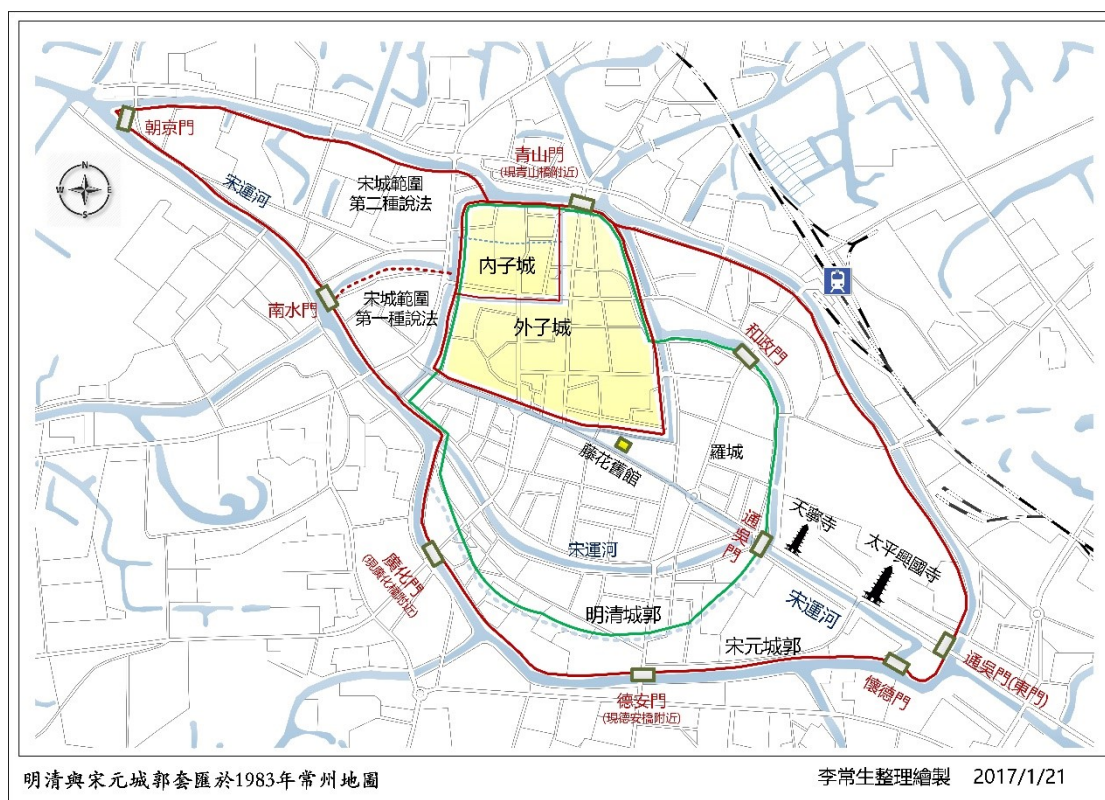 朝京門
青山門
(現青山橋附近)
N
W
E
S
宋運河
宋城範圍
第二種說法
內子城
南水門
宋城範圍
第一種說法
外子城
和政門
藤花舊館
羅城
通吳門
天寧寺
太平興國寺
宋運河
廣化門
(現廣化橋附近)
明清城郭
宋運河
宋元城郭
通吳門(東門)
懷德門
德安門
(現德安橋附近)
明清與宋元城郭套匯於1983年常州地圖
李常生整理繪製 2017/1/21